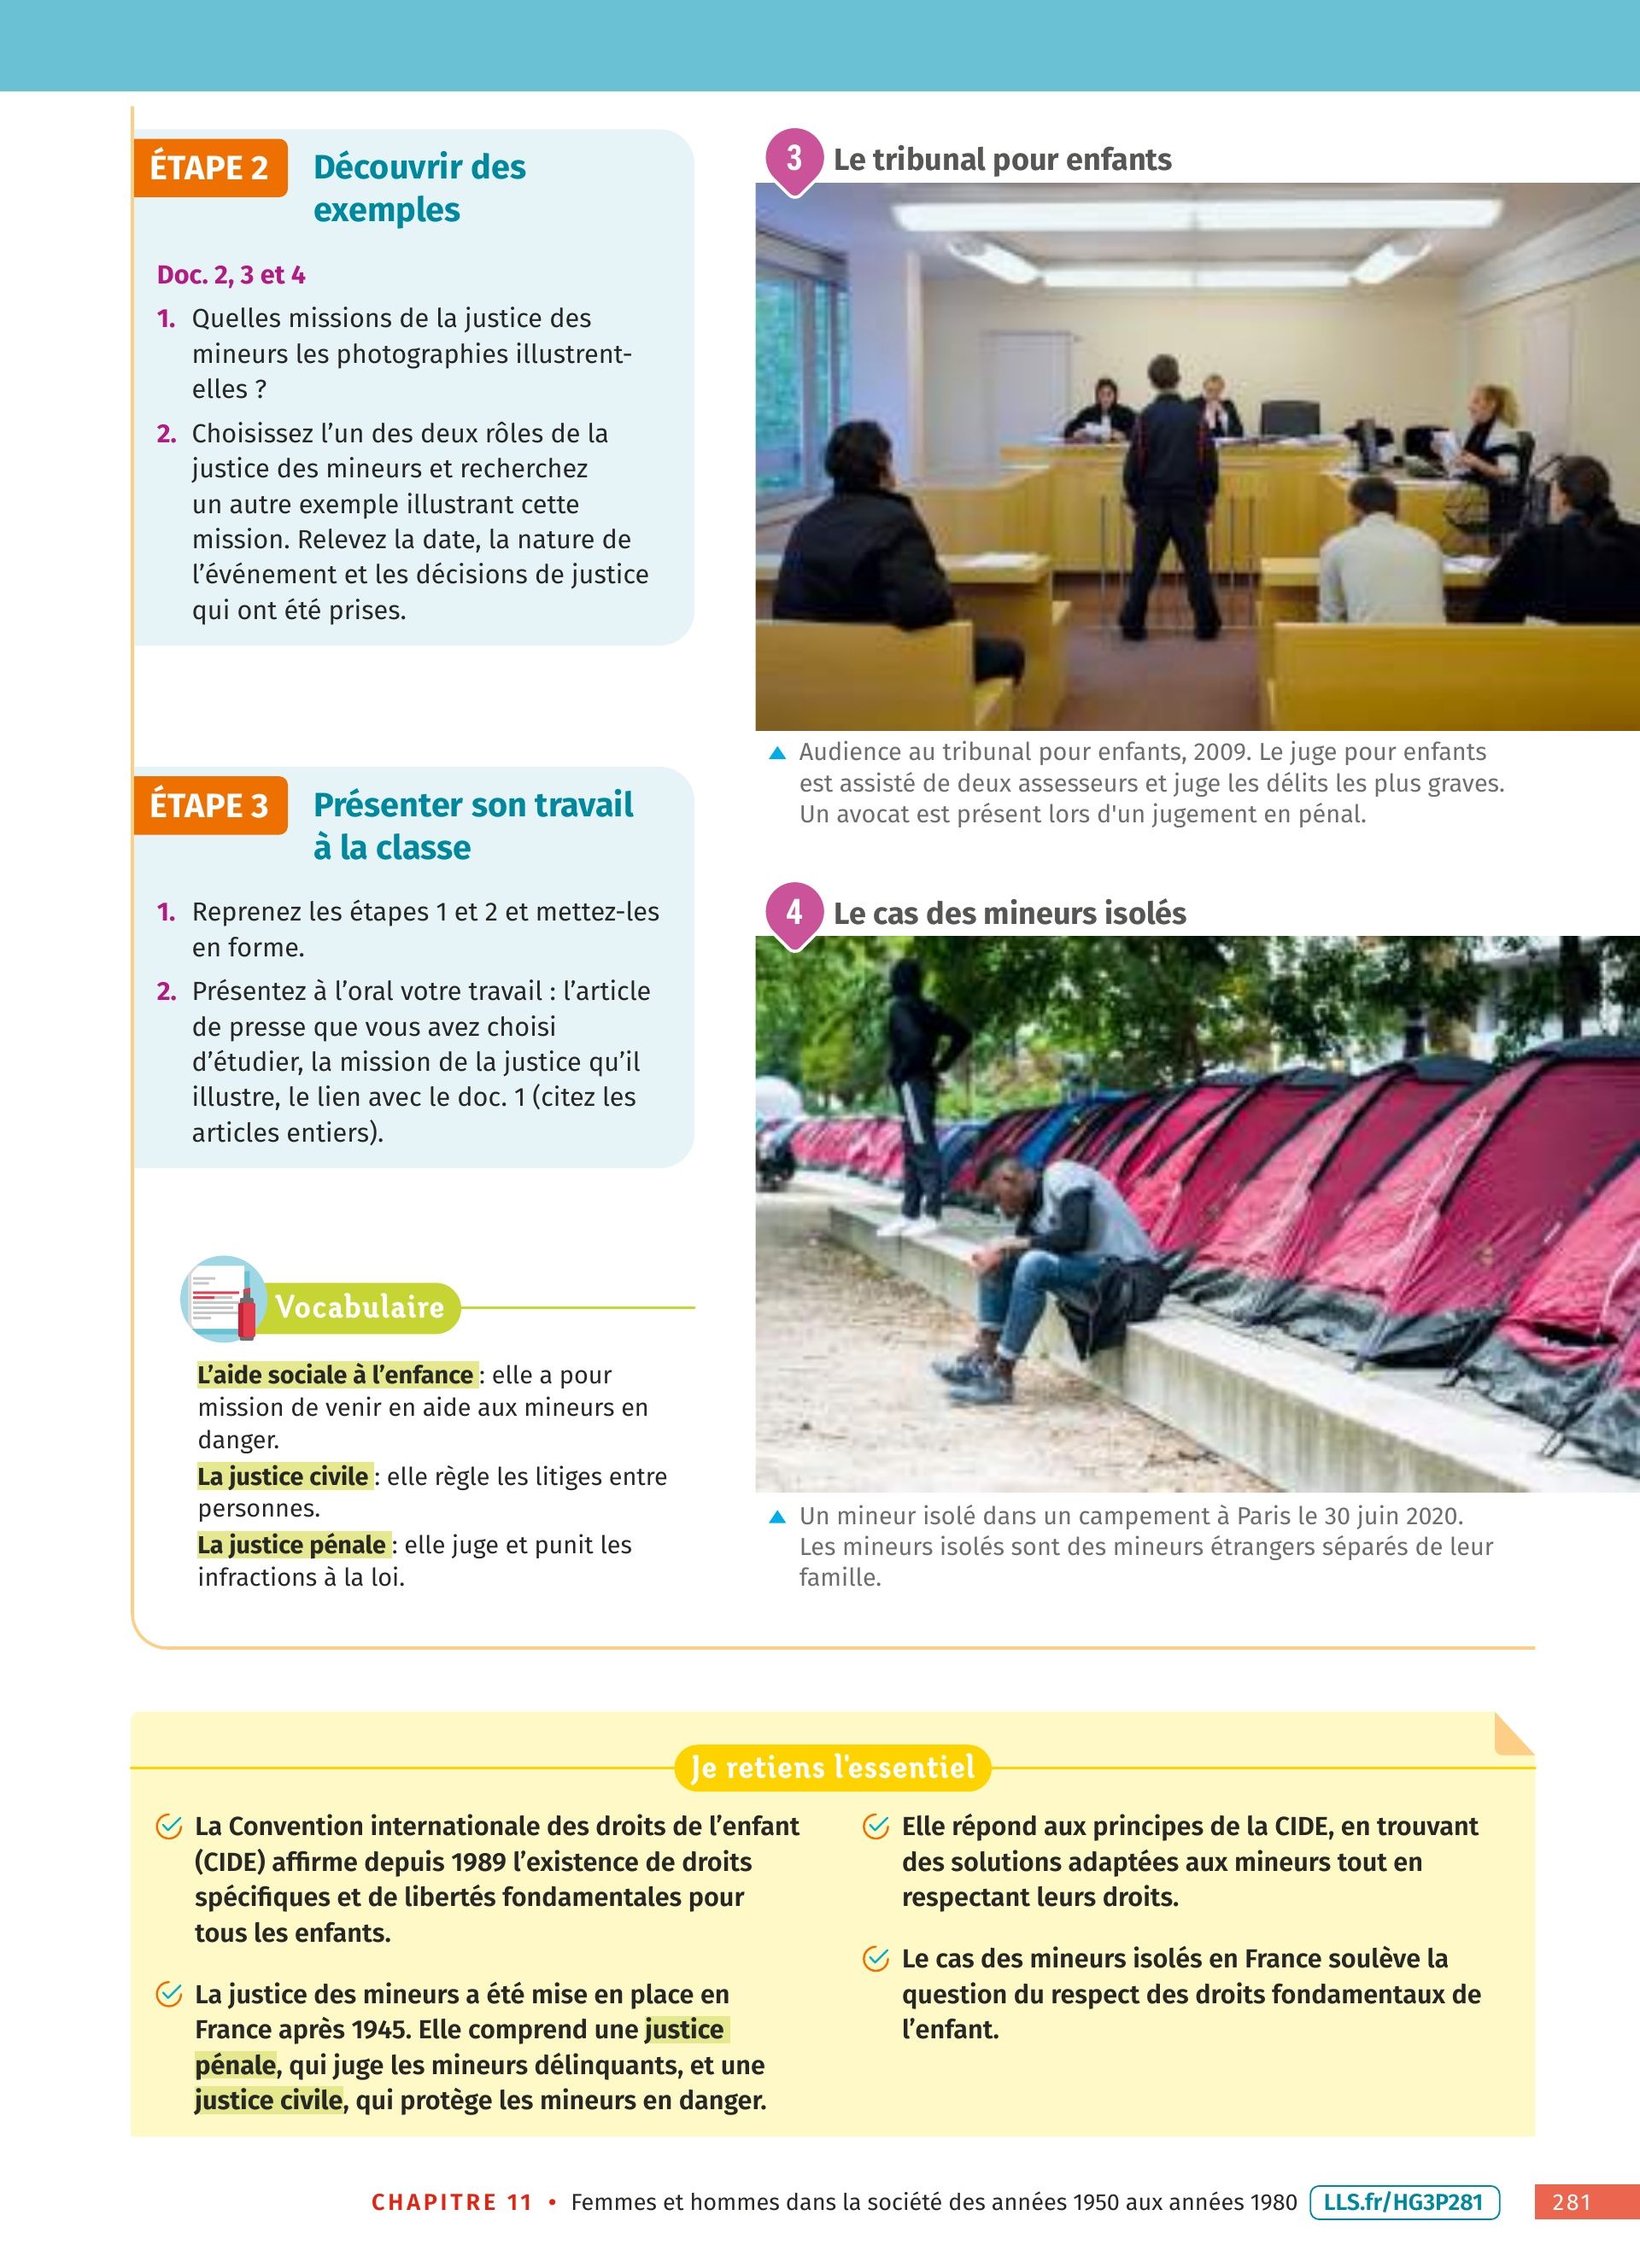 ÉTAPE 2
Découvrir des
exemples
Doc. 2, 3 et 4
1. Quelles missions de la justice des
mineurs les photographies illustrent-
elles ?
2. Choisissez l’un des deux rôles de la
justice des mineurs et recherchez
un autre exemple illustrant cette
mission. Relevez la date, la nature de
l’événement et les décisions de justice
qui ont été prises.
ÉTAPE 3
Présenter son travail
à la classe
1. Reprenez les étapes 1 et 2 et mettez-les
en forme.
2. Présentez à l’oral votre travail : l’article
de presse que vous avez choisi
d’étudier, la mission de la justice qu’il
illustre, le lien avec le doc. 1 (citez les
articles entiers).
Vocabulaire
L’aide sociale à l’enfance : elle a pour
mission de venir en aide aux mineurs en
danger.
La justice civile : elle règle les litiges entre
personnes.
La justice pénale : elle juge et punit les
infractions à la loi.
3 Le tribunal pour enfants
Audience au tribunal pour enfants, 2009. Le juge pour enfants
est assisté de deux assesseurs et juge les délits les plus graves.
Un avocat est présent lors d'un jugement en pénal.
4 Le cas des mineurs isolés
Un mineur isolé dans un campement à Paris le 30 juin 2020.
Les mineurs isolés sont des mineurs étrangers séparés de leur
famille.
Je retiens l'essentiel
La Convention internationale des droits de l’enfant
(CIDE) affirme depuis 1989 l’existence de droits
spécifiques et de libertés fondamentales pour
tous les enfants.
La justice des mineurs a été mise en place en
France après 1945. Elle comprend une justice
pénale, qui juge les mineurs délinquants, et une
justice civile, qui protège les mineurs en danger.
Elle répond aux principes de la CIDE, en trouvant
des solutions adaptées aux mineurs tout en
respectant leurs droits.
Le cas des mineurs isolés en France soulève la
question du respect des droits fondamentaux de
l’enfant.
CHAPITRE 11 • Femmes et hommes dans la société des années 1950 aux années 1980 LLS.fr/HG3P281 281